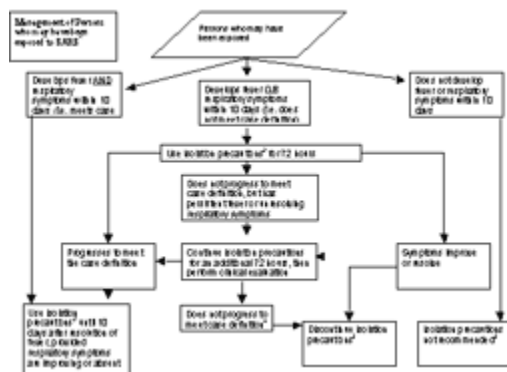 Management of Persons
who may have been
exposed to SARS
Persons who may have
been exposed
Develops fever AND
respiratory
symptoms within 10
days (i.e. meets case
Develops fever OR
respiratory symptoms
within 10 days (i.e. does
not meet case definition)
Does not develop
fever or respiratory
symptoms within 10
days
Use isolation precautions for 72 hours
Does not progress to meet
case definition, but has
persistent fever or unresolving
respiratory symptoms
Progresses to meet
the case definition
Continue isolation precautions
for an additional 72 hours, then
perform clinical evaluation
Symptoms improve
or resolve
Use isolation
precautions until 10
days after resolution of
fever, provided
respiratory symptoms
are improving or absent
Does not progress to
meet case definition
Discontinue isolation
precautions
Isolation precautions
not recommended